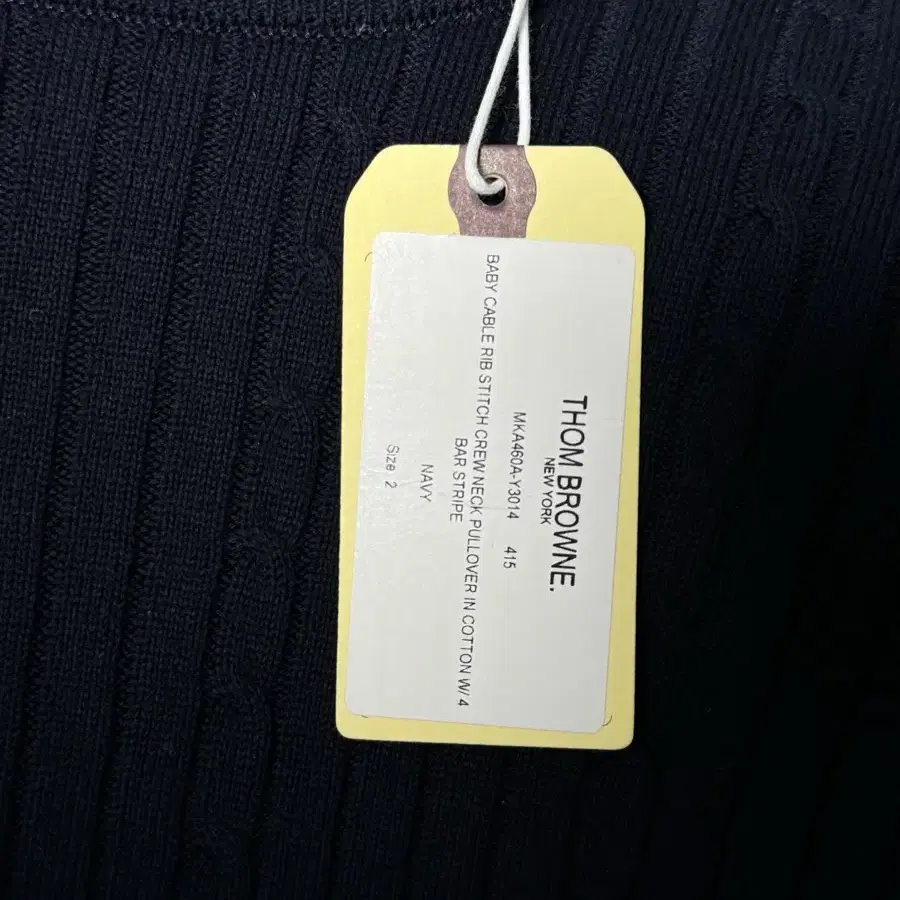 THOM BROWNE.
NEW YORK
MKA460A-Y3014 415
BABY CABLE RIB STITCH CREW NECK PULLOVER IN COTTON W/ 4
BAR STRIPE
NAVY
Size 2